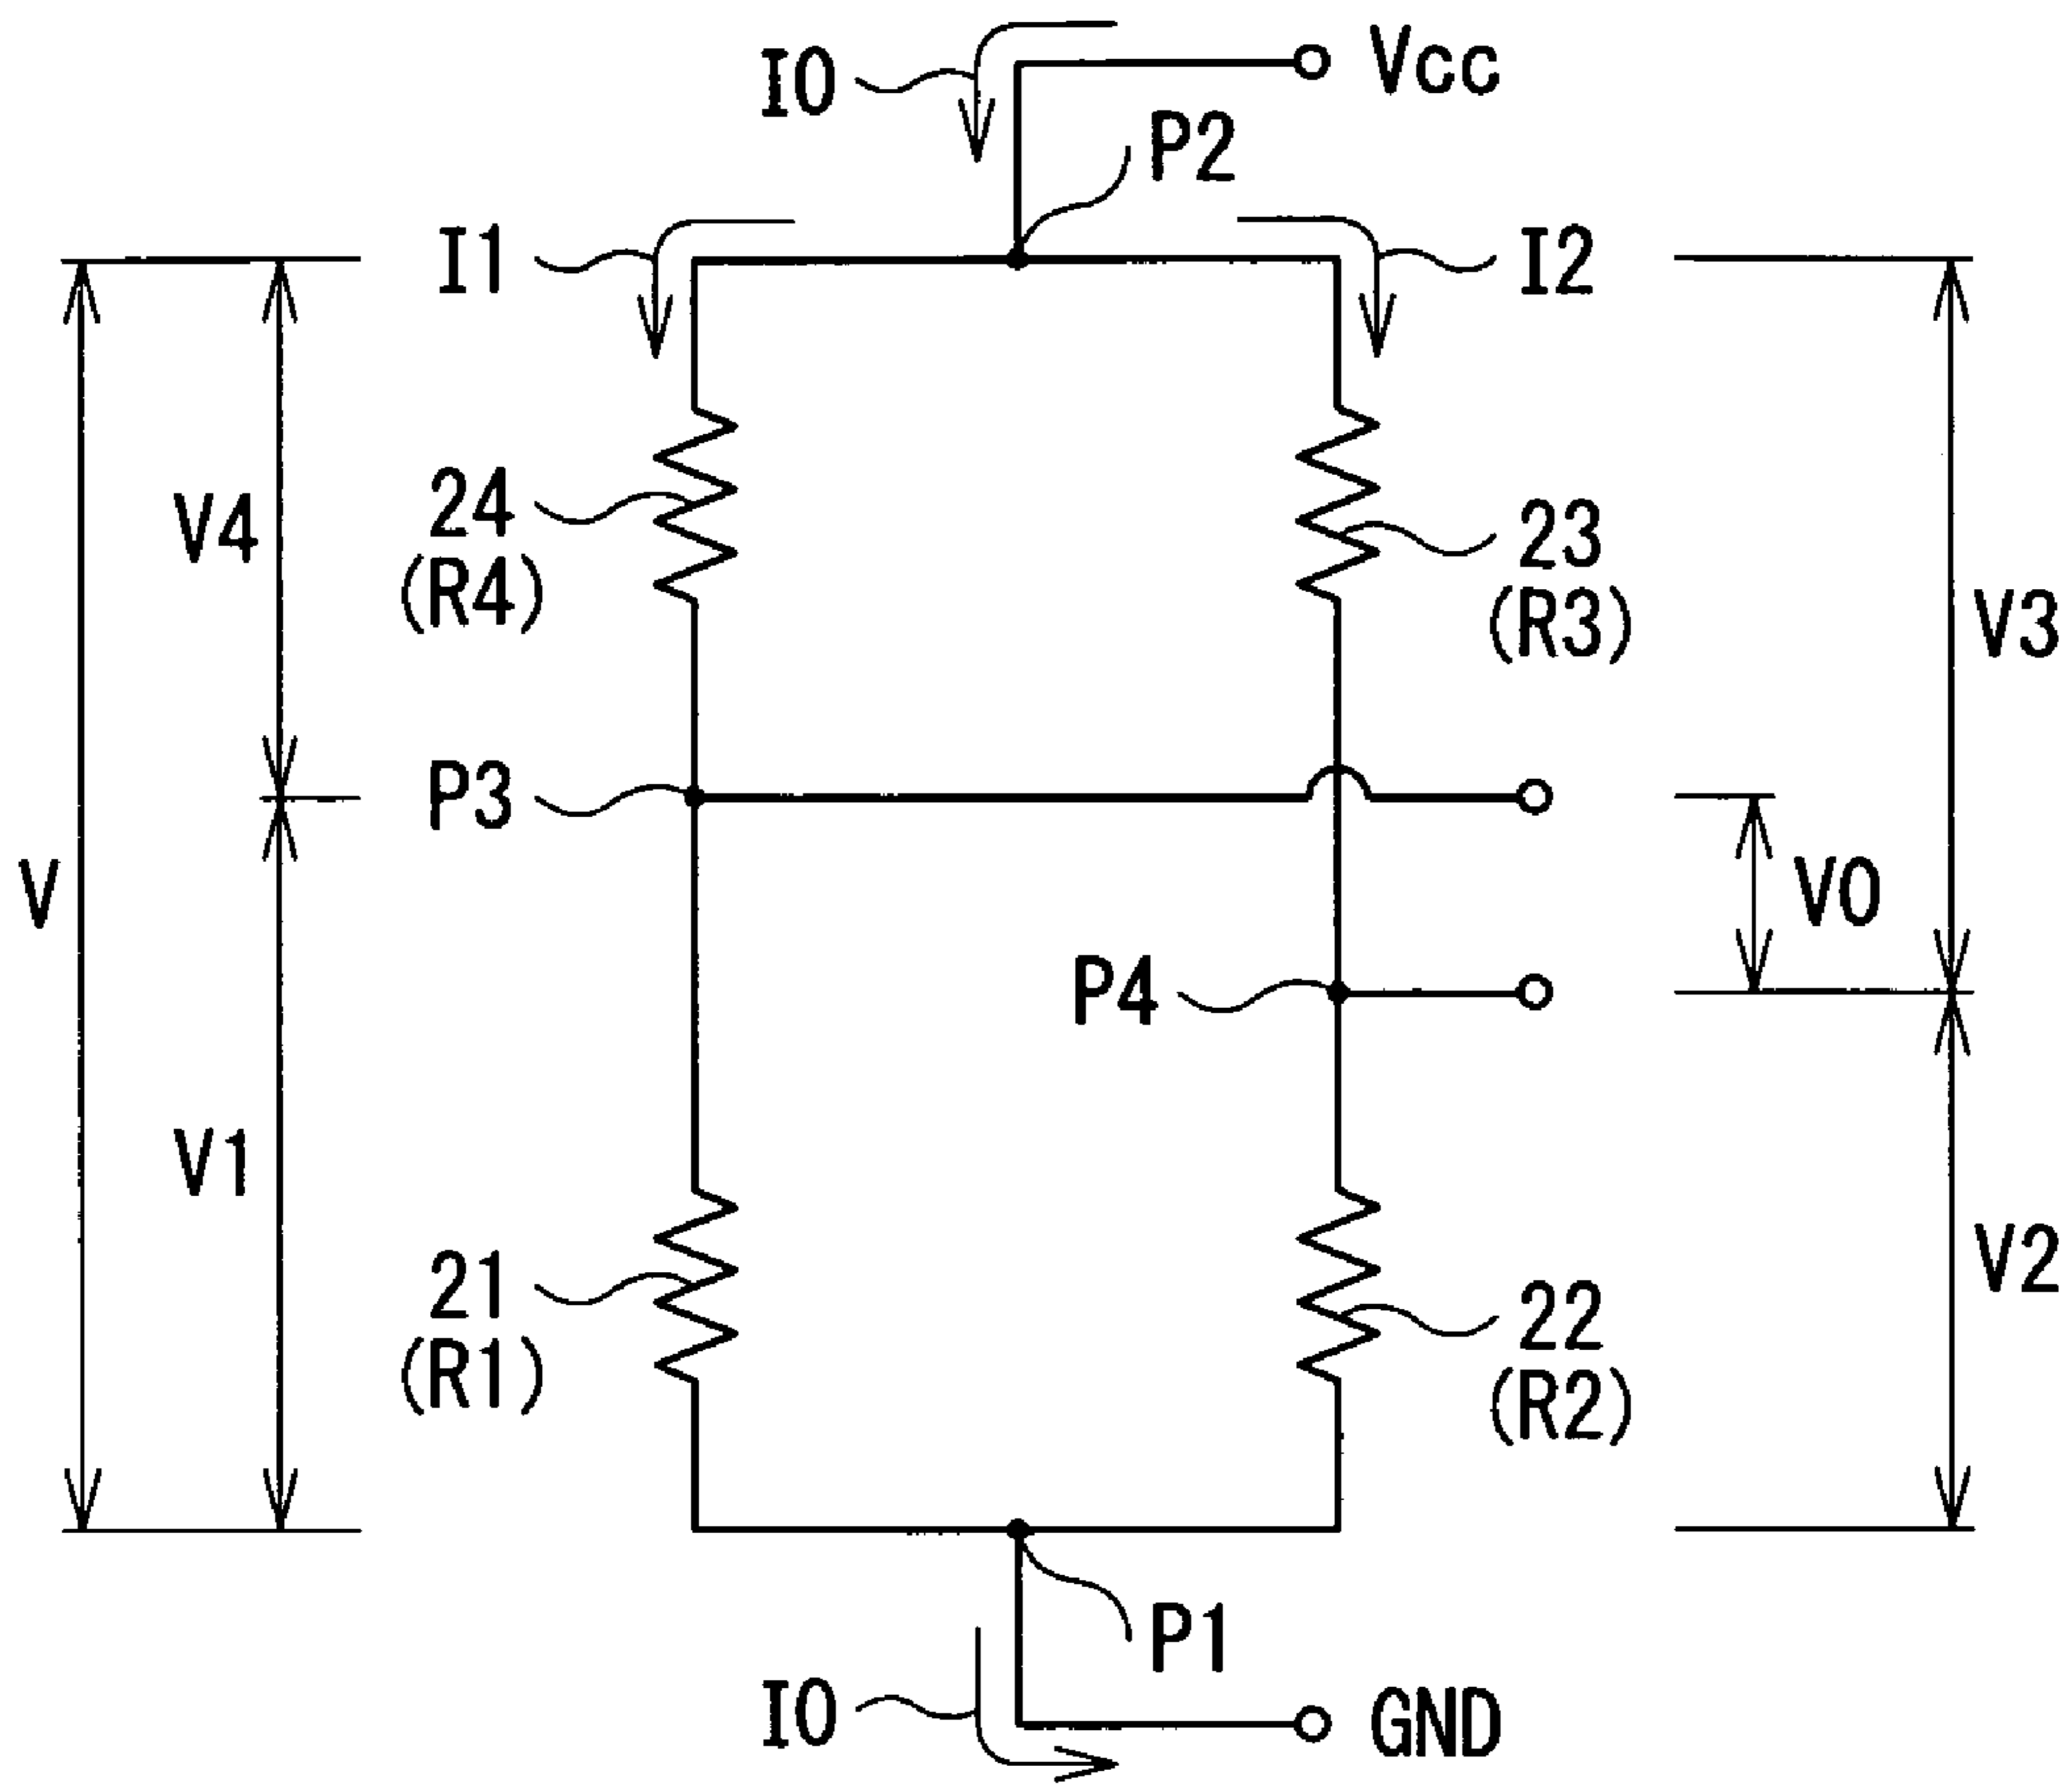 I0
Vcc
P2
I1
I2
V4
24
(R4)
23
(R3)
V3
P3
V
V0
P4
V1
21
(R1)
22
(R2)
V2
P1
I0
GND